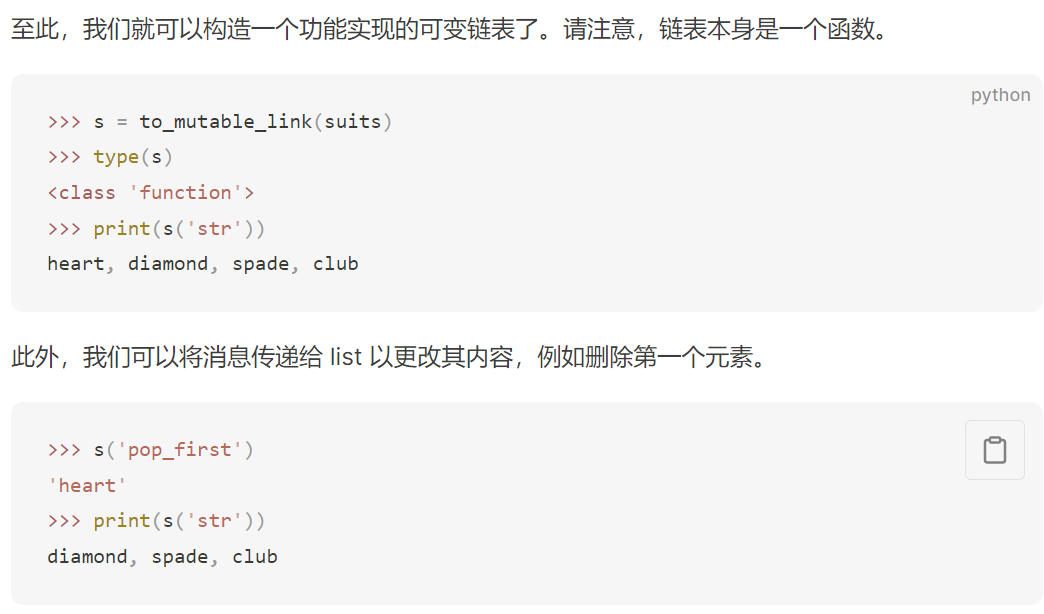 至此，我们就可以构造一个功能实现的可变链表了。请注意，链表本身是一个函数。
python
>>> s = to_mutable_link(suits)
>>> type(s)
<class 'function'>
>>> print(s('str'))
heart, diamond, spade, club
此外，我们可以将消息传递给 list 以更改其内容，例如删除第一个元素。
>>> s('pop_first')
'heart'
>>> print(s('str'))
diamond, spade, club